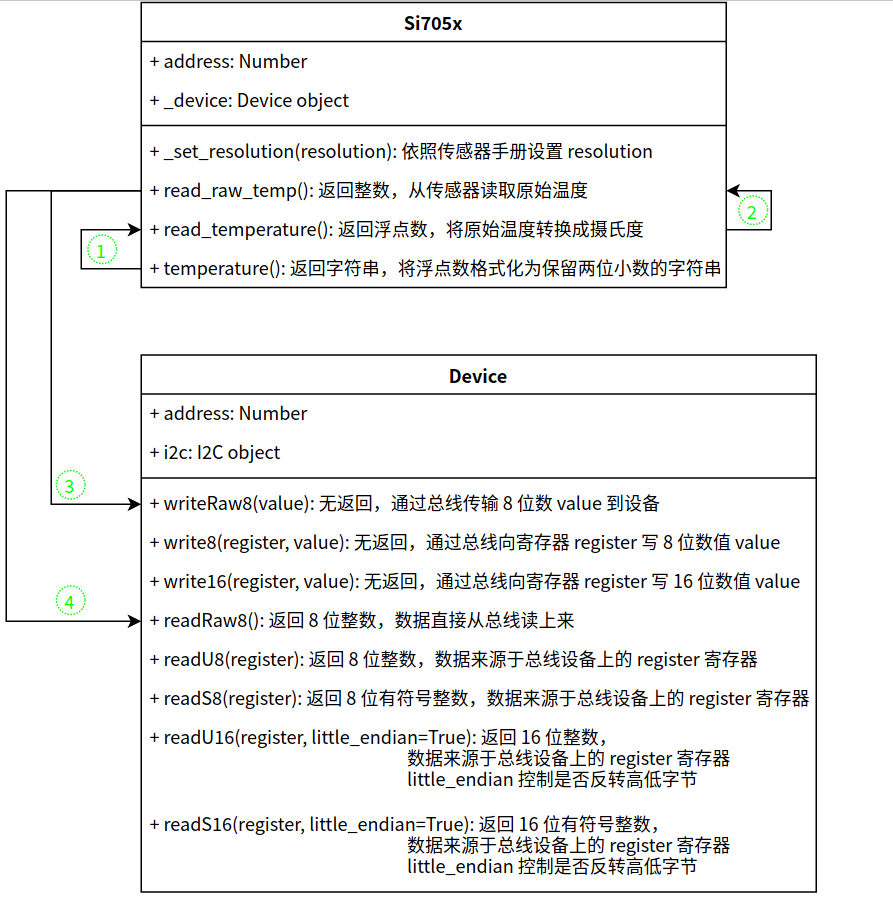 Si705x
+ address: Number
+ _device: Device object
+ _set_resolution(resolution): 依照传感器手册设置 resolution
+ read_raw_temp(): 返回整数，从传感器读取原始温度
+ read_temperature(): 返回浮点数，将原始温度转换成摄氏度
+ temperature(): 返回字符串，将浮点数格式化为保留两位小数的字符串
1
2
Device
+ address: Number
+ i2c: I2C object
+ writeRaw8(value): 无返回，通过总线传输 8 位数 value 到设备
+ write8(register, value): 无返回，通过总线向寄存器 register 写 8 位数值 value
+ write16(register, value): 无返回，通过总线向寄存器 register 写 16 位数值 value
+ readRaw8(): 返回 8 位整数，数据直接从总线读上来
+ readU8(register): 返回 8 位整数，数据来源于总线设备上的 register 寄存器
+ readS8(register): 返回 8 位有符号整数，数据来源于总线设备上的 register 寄存器
+ readU16(register, little_endian=True): 返回 16 位整数，
数据来源于总线设备上的 register 寄存器
little_endian 控制是否反转高低字节
+ readS16(register, little_endian=True): 返回 16 位有符号整数，
数据来源于总线设备上的 register 寄存器
little_endian 控制是否反转高低字节
3
4